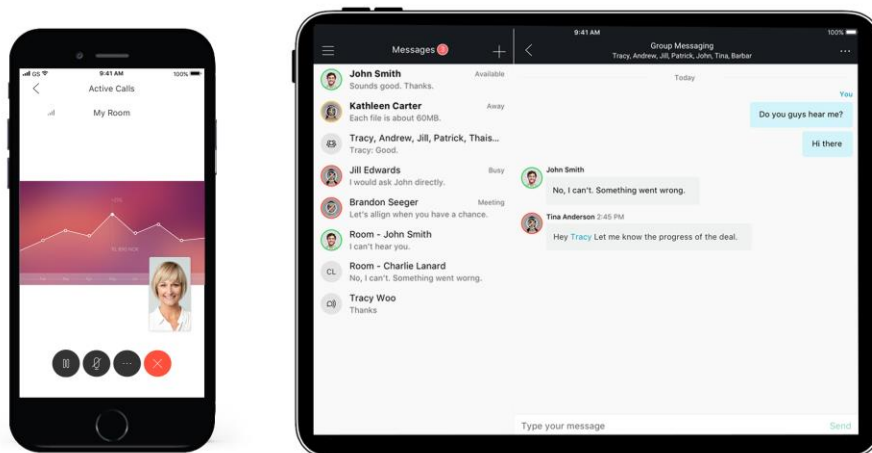 GS
9:41 AM
100%
Active Calls
My Room
9:41 AM
100%
Messages
Group Messaging
Tracy, Andrew, Jill, Patrick, John, Tina, Barbar
John Smith
Available
Sounds good. Thanks.
Kathleen Carter
Away
Each file is about 60MB.
Tracy, Andrew, Jill, Patrick, Thais...
Tracy: Good.
Jill Edwards
Busy
I would ask John directly.
Brandon Seeger
Meeting
Let's allign when you have a chance.
Room - John Smith
I can't hear you.
CL
Room - Charlie Lanard
No, I can't. Something went worng.
Tracy Woo
Thanks
Today
You
Do you guys hear me?
Hi there
John Smith
No, I can't. Something went wrong.
Tina Anderson 2:45 PM
Hey Tracy Let me know the progress of the deal.
Type your message
Send